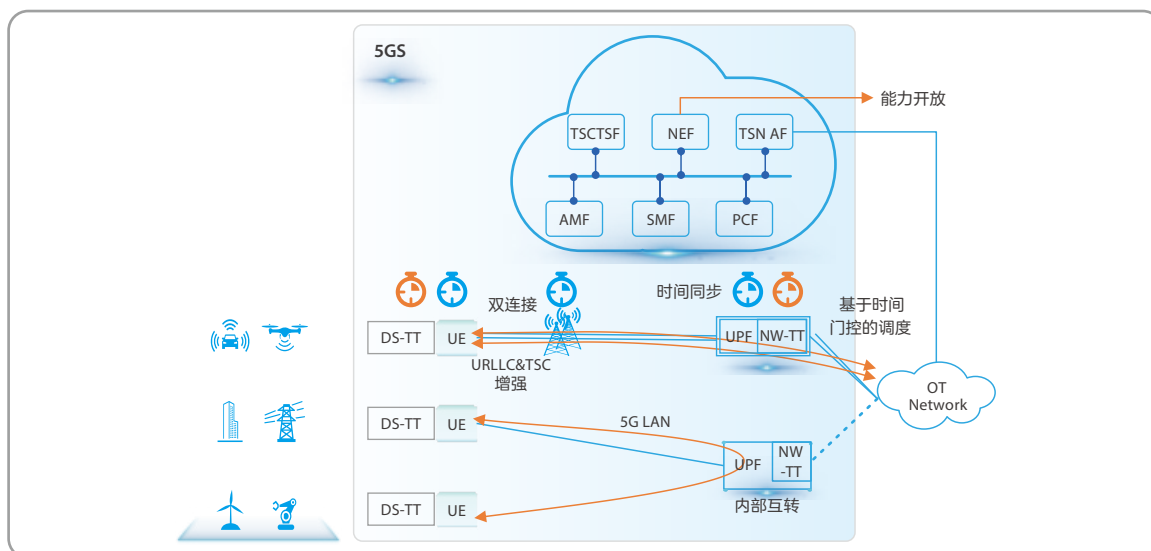 5GS
能力开放
TSCTSF
NEF
TSN AF
AMF
SMF
PCF
双连接
时间同步
基于时间
门控的调度
DS-TT
UE
UPF
NW-TT
URLLC&TSC
增强
OT
Network
DS-TT
UE
5G LAN
UPF
NW
-TT
内部互转
DS-TT
UE